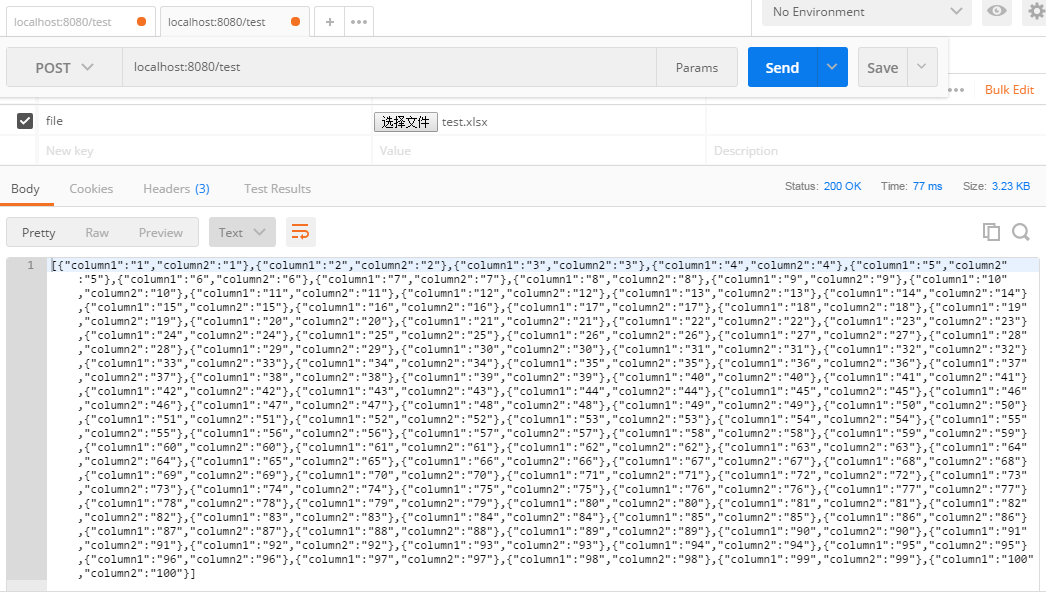 localhost:8080/test localhost:8080/test + No Environment
POST localhost:8080/test Params Send Save
Bulk Edit
file 选择文件 test.xlsx
New key Value Description
Body Cookies Headers (3) Test Results Status: 200 OK Time: 77 ms Size: 3.23 KB
Pretty Raw Preview Text
1 [{"column1":"1","column2":"1"},{"column1":"2","column2":"2"},{"column1":"3","column2":"3"},{"column1":"4","column2":"4"},{"column1":"5","column2"
:"5"},{"column1":"6","column2":"6"},{"column1":"7","column2":"7"},{"column1":"8","column2":"8"},{"column1":"9","column2":"9"},{"column1":"10"
,"column2":"10"},{"column1":"11","column2":"11"},{"column1":"12","column2":"12"},{"column1":"13","column2":"13"},{"column1":"14","column2":"14"}
,{"column1":"15","column2":"15"},{"column1":"16","column2":"16"},{"column1":"17","column2":"17"},{"column1":"18","column2":"18"},{"column1":"19"
,"column2":"19"},{"column1":"20","column2":"20"},{"column1":"21","column2":"21"},{"column1":"22","column2":"22"},{"column1":"23","column2":"23"}
,{"column1":"24","column2":"24"},{"column1":"25","column2":"25"},{"column1":"26","column2":"26"},{"column1":"27","column2":"27"},{"column1":"28"
,"column2":"28"},{"column1":"29","column2":"29"},{"column1":"30","column2":"30"},{"column1":"31","column2":"31"},{"column1":"32","column2":"32"}
,{"column1":"33","column2":"33"},{"column1":"34","column2":"34"},{"column1":"35","column2":"35"},{"column1":"36","column2":"36"},{"column1":"37"
,"column2":"37"},{"column1":"38","column2":"38"},{"column1":"39","column2":"39"},{"column1":"40","column2":"40"},{"column1":"41","column2":"41"}
,{"column1":"42","column2":"42"},{"column1":"43","column2":"43"},{"column1":"44","column2":"44"},{"column1":"45","column2":"45"},{"column1":"46"
,"column2":"46"},{"column1":"47","column2":"47"},{"column1":"48","column2":"48"},{"column1":"49","column2":"49"},{"column1":"50","column2":"50"}
,{"column1":"51","column2":"51"},{"column1":"52","column2":"52"},{"column1":"53","column2":"53"},{"column1":"54","column2":"54"},{"column1":"55"
,"column2":"55"},{"column1":"56","column2":"56"},{"column1":"57","column2":"57"},{"column1":"58","column2":"58"},{"column1":"59","column2":"59"}
,{"column1":"60","column2":"60"},{"column1":"61","column2":"61"},{"column1":"62","column2":"62"},{"column1":"63","column2":"63"},{"column1":"64"
,"column2":"64"},{"column1":"65","column2":"65"},{"column1":"66","column2":"66"},{"column1":"67","column2":"67"},{"column1":"68","column2":"68"}
,{"column1":"69","column2":"69"},{"column1":"70","column2":"70"},{"column1":"71","column2":"71"},{"column1":"72","column2":"72"},{"column1":"73"
,"column2":"73"},{"column1":"74","column2":"74"},{"column1":"75","column2":"75"},{"column1":"76","column2":"76"},{"column1":"77","column2":"77"}
,{"column1":"78","column2":"78"},{"column1":"79","column2":"79"},{"column1":"80","column2":"80"},{"column1":"81","column2":"81"},{"column1":"82"
,"column2":"82"},{"column1":"83","column2":"83"},{"column1":"84","column2":"84"},{"column1":"85","column2":"85"},{"column1":"86","column2":"86"}
,{"column1":"87","column2":"87"},{"column1":"88","column2":"88"},{"column1":"89","column2":"89"},{"column1":"90","column2":"90"},{"column1":"91"
,"column2":"91"},{"column1":"92","column2":"92"},{"column1":"93","column2":"93"},{"column1":"94","column2":"94"},{"column1":"95","column2":"95"}
,{"column1":"96","column2":"96"},{"column1":"97","column2":"97"},{"column1":"98","column2":"98"},{"column1":"99","column2":"99"},{"column1":"100"
,"column2":"100"}]